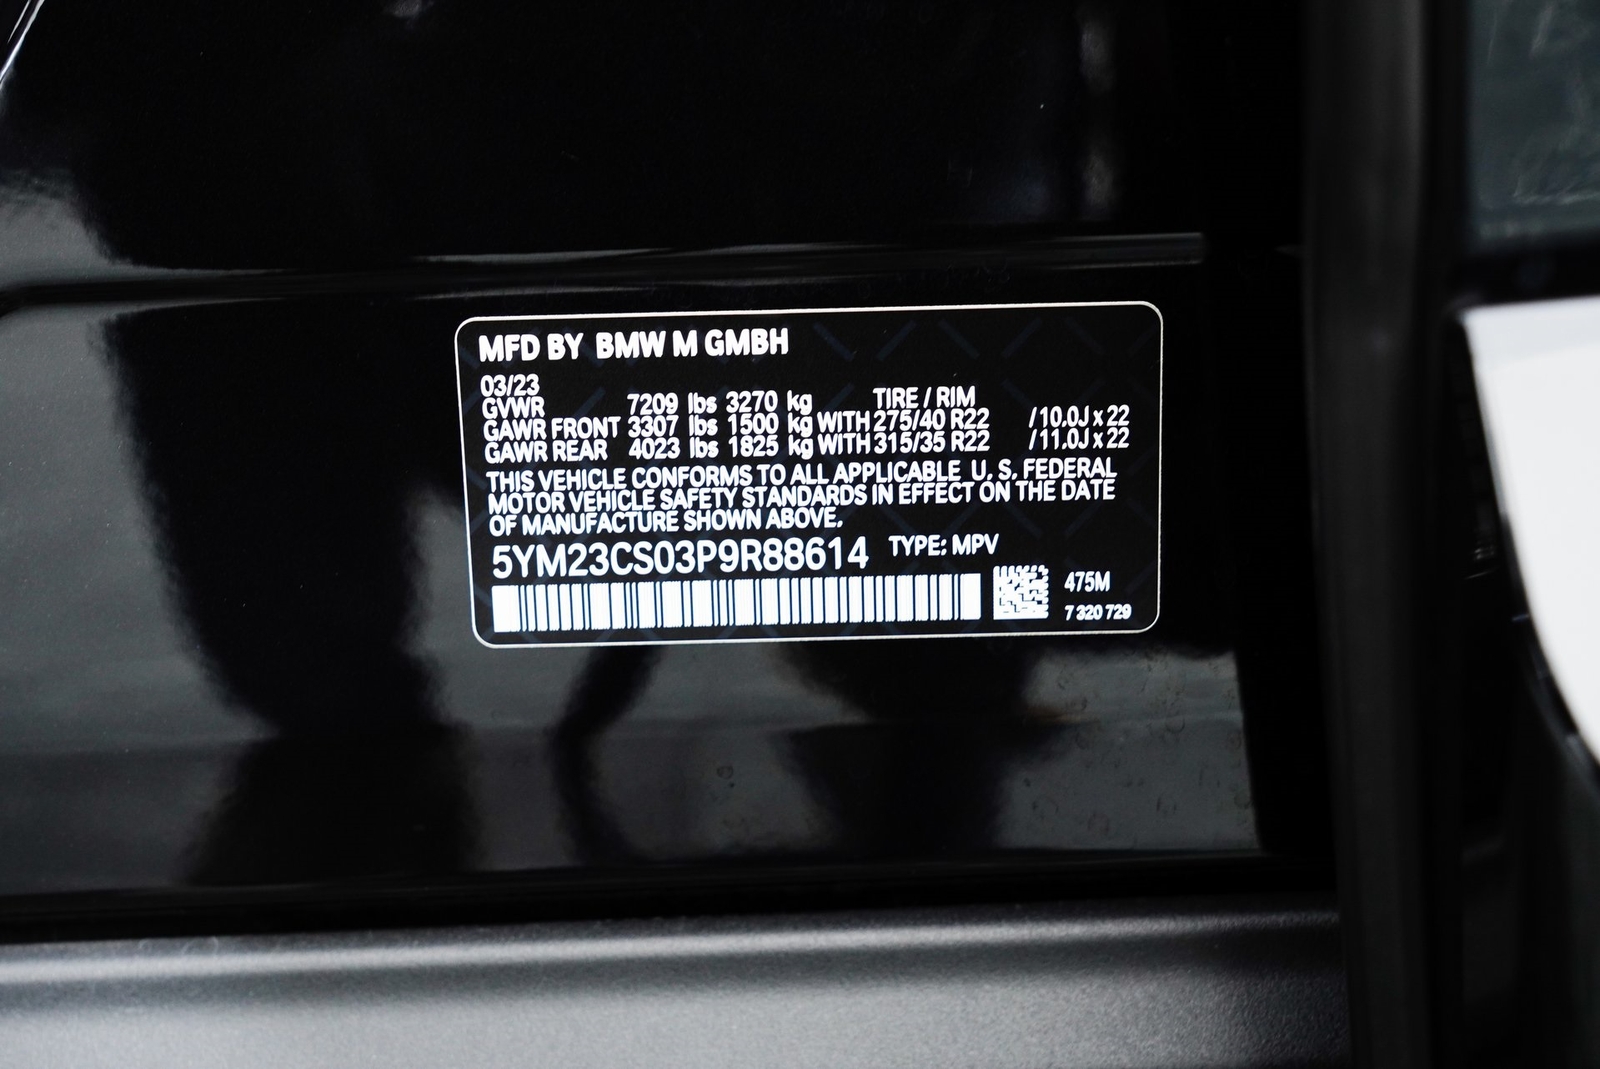 MFD BY BMW M GMBH
03/23 TIRE / RIM
GVWR 7209 lbs 3270 kg
GAWR FRONT 3307 lbs 1500 kg WITH 275/40 R22 /10.0J x 22
GAWR REAR 4023 lbs 1825 kg WITH 315/35 R22 /11.0J x 22
THIS VEHICLE CONFORMS TO ALL APPLICABLE U. S. FEDERAL
MOTOR VEHICLE SAFETY STANDARDS IN EFFECT ON THE DATE
OF MANUFACTURE SHOWN ABOVE.
5YM23CS03P9R88614 TYPE: MPV
475M
7 320 729